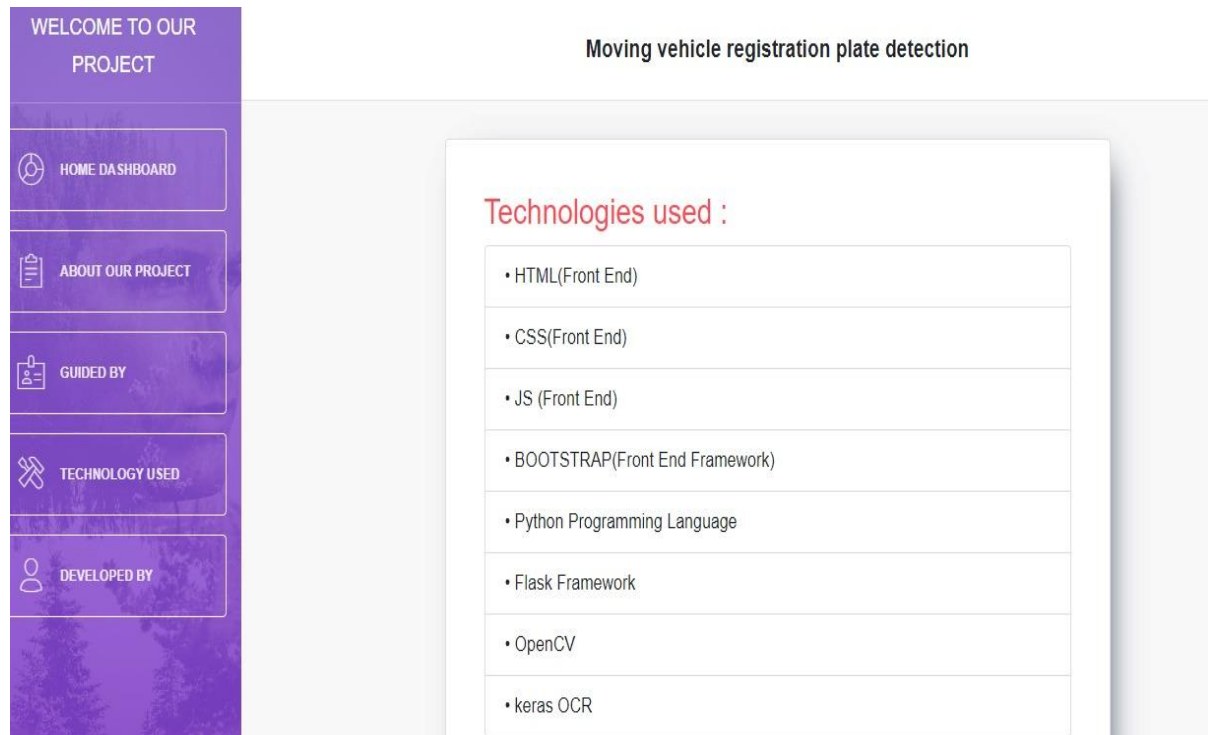 WELCOME TO OUR
PROJECT
HOME DASHBOARD
ABOUT OUR PROJECT
GUIDED BY
TECHNOLOGY USED
DEVELOPED BY
Moving vehicle registration plate detection
Technologies used :
• HTML(Front End)
• CSS(Front End)
• JS (Front End)
• BOOTSTRAP(Front End Framework)
• Python Programming Language
• Flask Framework
• OpenCV
• keras OCR